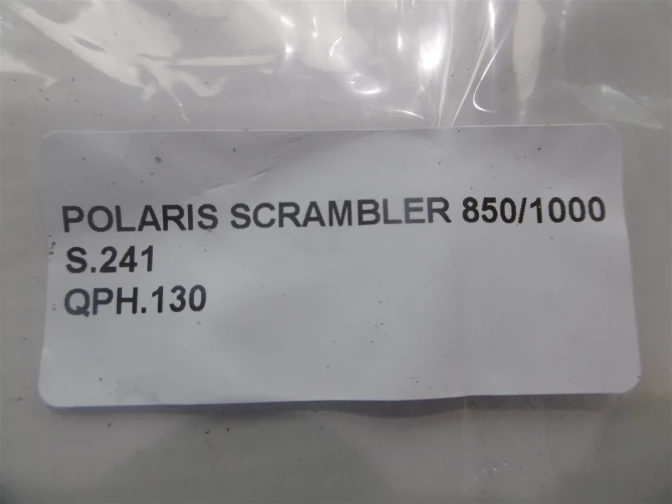 POLARIS SCRAMBLER 850/1000
S.241
QPH.130